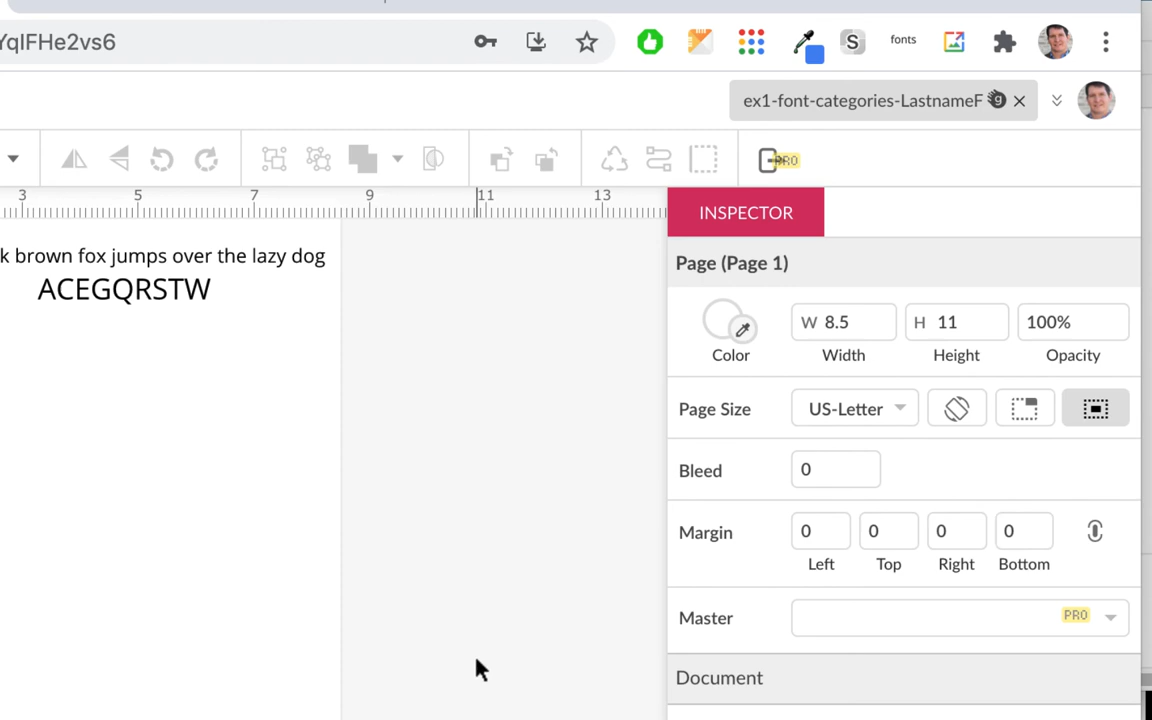 YqIFHe2vs6
S
fonts
ex1-font-categories-LastnameF
PRO
3 5 7 9 11 13
INSPECTOR
k brown fox jumps over the lazy dog
ACEGQRSTW
Page (Page 1)
W 8.5 H 11 100%
Color Width Height Opacity
Page Size US-Letter
Bleed 0
Margin 0 0 0 0
Left Top Right Bottom
Master PRO
Document